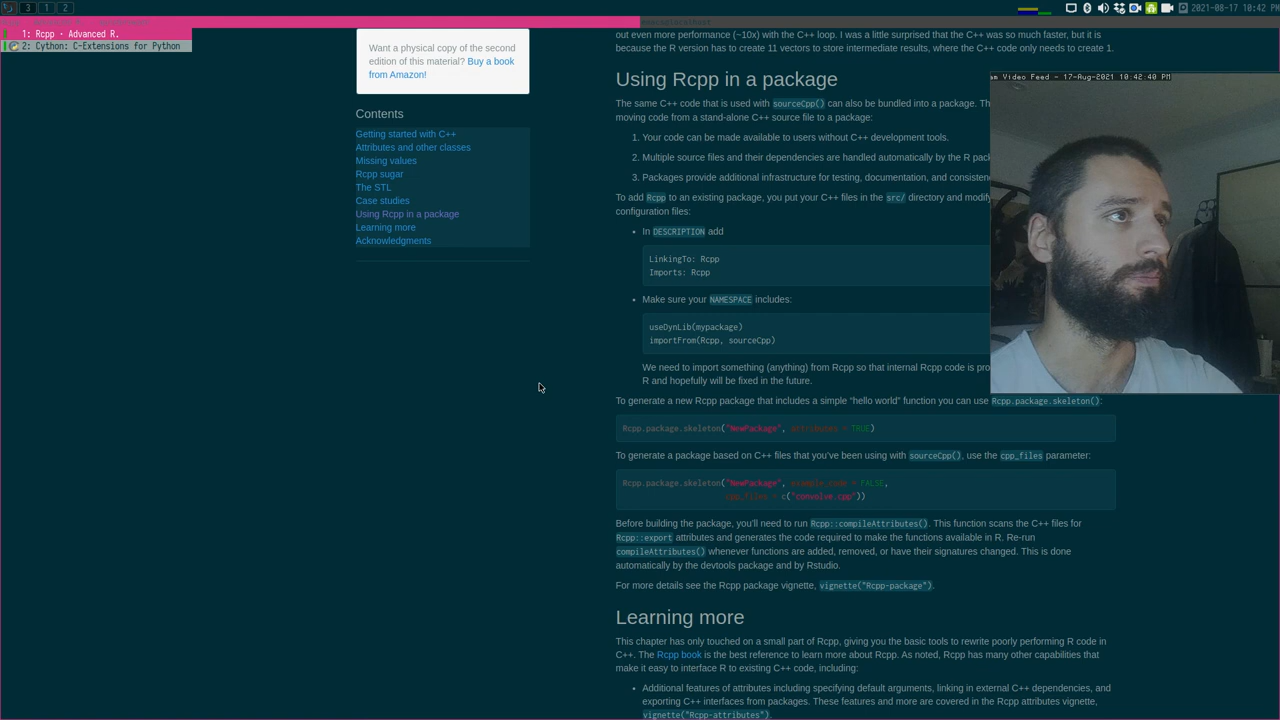 3 1 2
2021-08-17 10:42 PM
1: Rcpp · Advanced R.
2: Cython: C-Extensions for Python
Want a physical copy of the second
edition of this material? Buy a book
from Amazon!
Contents
Getting started with C++
Attributes and other classes
Missing values
Rcpp sugar
The STL
Case studies
Using Rcpp in a package
Learning more
Acknowledgments
out even more performance (~10x) with the C++ loop. I was a little surprised that the C++ was so much faster, but it is
because the R version has to create 11 vectors to store intermediate results, where the C++ code only needs to create 1.
Using Rcpp in a package
The same C++ code that is used with sourceCpp() can also be bundled into a package. Th
moving code from a stand-alone C++ source file to a package:
1. Your code can be made available to users without C++ development tools.
2. Multiple source files and their dependencies are handled automatically by the R pack
3. Packages provide additional infrastructure for testing, documentation, and consisten
To add Rcpp to an existing package, you put your C++ files in the src/ directory and modify
configuration files:
• In DESCRIPTION add
LinkingTo: Rcpp
Imports: Rcpp
• Make sure your NAMESPACE includes:
useDynLib(mypackage)
importFrom(Rcpp, sourceCpp)
We need to import something (anything) from Rcpp so that internal Rcpp code is pro
R and hopefully will be fixed in the future.
To generate a new Rcpp package that includes a simple “hello world” function you can use Rcpp.package.skeleton():
Rcpp.package.skeleton("NewPackage", attributes = TRUE)
To generate a package based on C++ files that you’ve been using with sourceCpp(), use the cpp_files parameter:
Rcpp.package.skeleton("NewPackage", example_code = FALSE,
cpp_files = c("convolve.cpp"))
Before building the package, you’ll need to run Rcpp::compileAttributes(). This function scans the C++ files for
Rcpp::export attributes and generates the code required to make the functions available in R. Re-run
compileAttributes() whenever functions are added, removed, or have their signatures changed. This is done
automatically by the devtools package and by Rstudio.
For more details see the Rcpp package vignette, vignette("Rcpp-package").
Learning more
This chapter has only touched on a small part of Rcpp, giving you the basic tools to rewrite poorly performing R code in
C++. The Rcpp book is the best reference to learn more about Rcpp. As noted, Rcpp has many other capabilities that
make it easy to interface R to existing C++ code, including:
• Additional features of attributes including specifying default arguments, linking in external C++ dependencies, and
exporting C++ interfaces from packages. These features and more are covered in the Rcpp attributes vignette,
vignette("Rcpp-attributes").
am Video Feed - 17-Aug-2021 10:42:40 PM